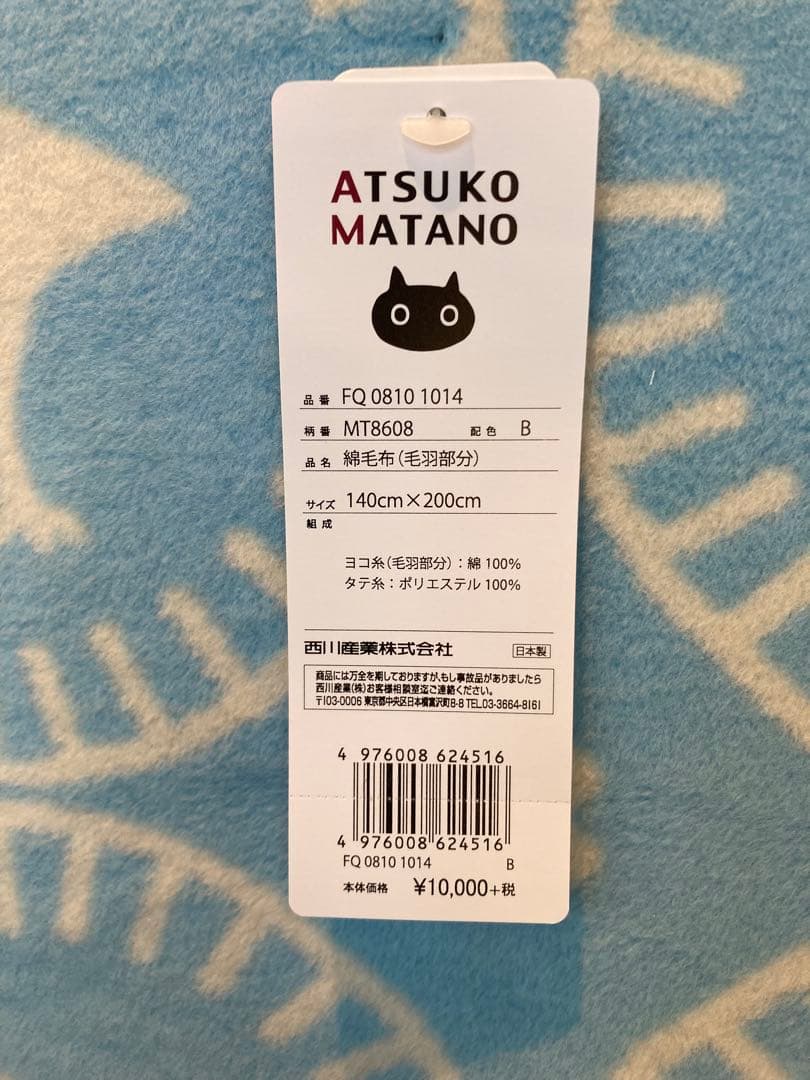 ATSUKO
MATANO
品番 FQ 0810 1014
柄番 MT8608 配色 B
品名 綿毛布(毛羽部分)
サイズ 140cm×200cm
組成
ヨコ糸(毛羽部分):綿 100%
タテ糸:ポリエステル 100%
西川産業株式会社 日本製
商品には万全を期しておりますが、もし事故品がありましたら
西川産業(株)お客様相談室迄ご連絡ください。
〒103-0006 東京都中央区日本橋富沢町8-8 TEL.03-3664-8161
4 976008 624516
4 976008 624516
FQ 0810 1014 B
本体価格 ¥10,000+税